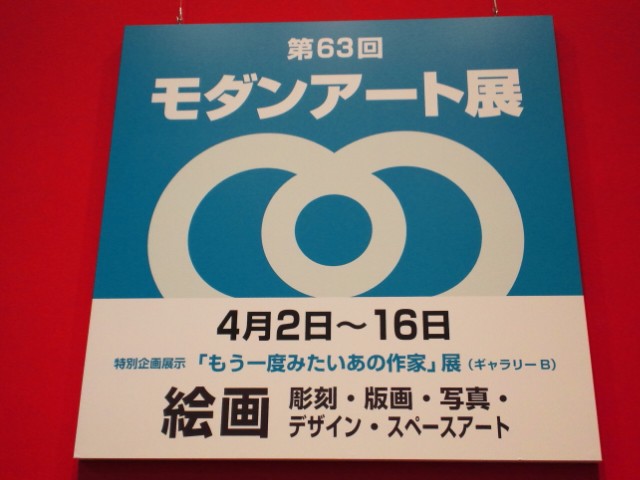 第63回
モダンアート展
4月2日～16日
特別企画展示 「もう一度みたいあの作家」展（ギャラリーB）
絵画 彫刻・版画・写真・
デザイン・スペースアート